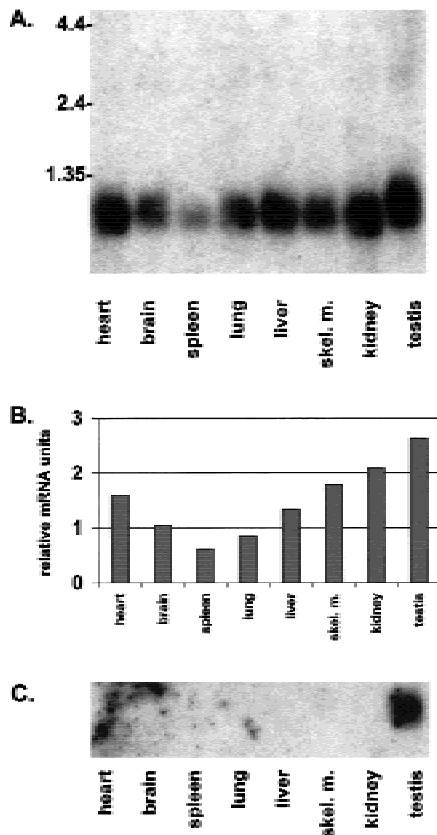 A.
4.4-
2.4-
1.35-
heart brain spleen lung liver skel. m. kidney testis
B.
relative mRNA units
3
2
1
0
heart brain spleen lung liver skel. m. kidney testis
C.
heart brain spleen lung liver skel. m. kidney testis